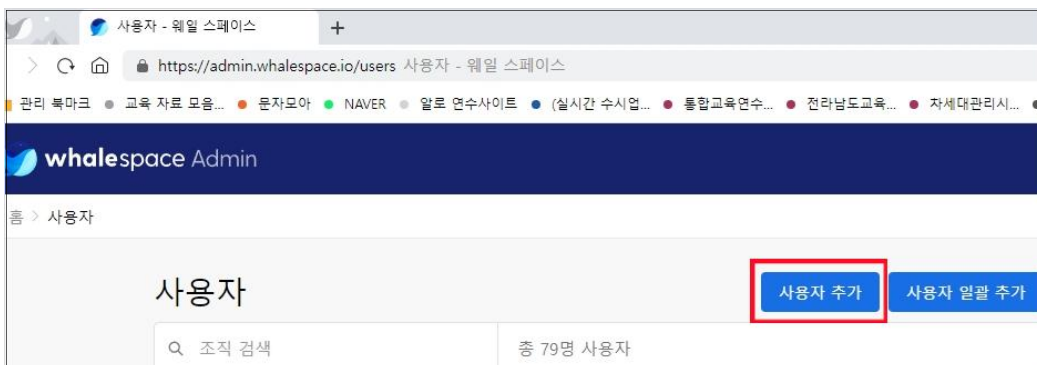 사용자 - 웨일 스페이스
https://admin.whalespace.io/users 사용자 - 웨일 스페이스
관리 북마크 교육 자료 모음... 문자모아 NAVER 알로 연수사이트 (실시간 수시업... 통합교육연수... 전라남도교육... 차세대관리시...
whalespace Admin
홈 > 사용자
사용자 사용자 추가 사용자 일괄 추가
조직 검색 총 79명 사용자